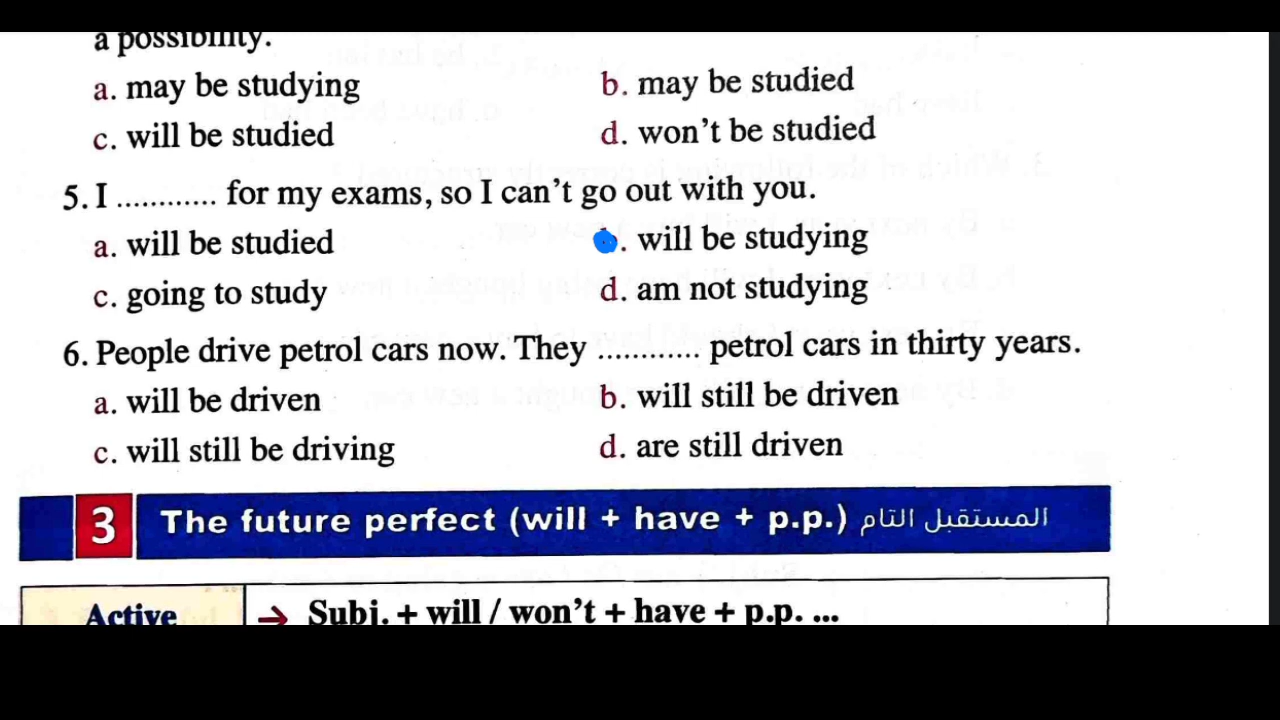 a possibility.
a. may be studying b. may be studied
c. will be studied d. won't be studied
5. I ............ for my exams, so I can't go out with you.
a. will be studied . will be studying
c. going to study d. am not studying
6. People drive petrol cars now. They ............ petrol cars in thirty years.
a. will be driven b. will still be driven
c. will still be driving d. are still driven
3 The future perfect (will + have + p.p.) المستقبل التام
Active → Subj. + will / won't + have + p.p. ...